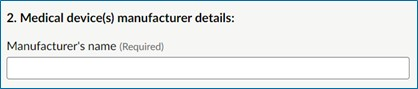 2. Medical device(s) manufacturer details:
Manufacturer's name (Required)